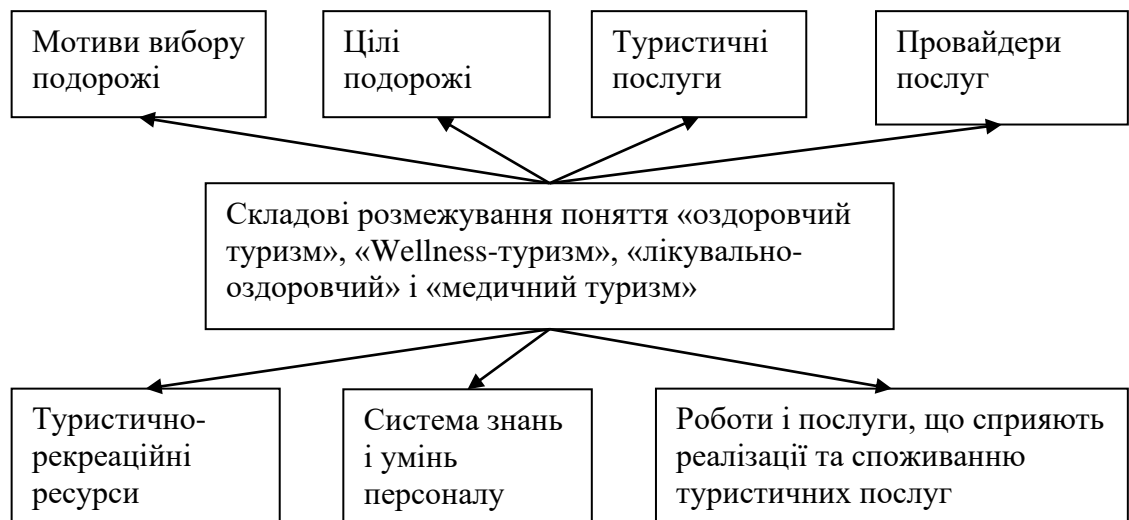 Мотиви вибору
подорожі
Цілі
подорожі
Туристичні
послуги
Провайдери
послуг
Складові розмежування поняття «оздоровчий
туризм», «Wellness-туризм», «лікувально-
оздоровчий» і «медичний туризм»
Туристично-
рекреаційні
ресурси
Система знань
і умінь
персоналу
Роботи і послуги, що сприяють
реалізації та споживанню
туристичних послуг